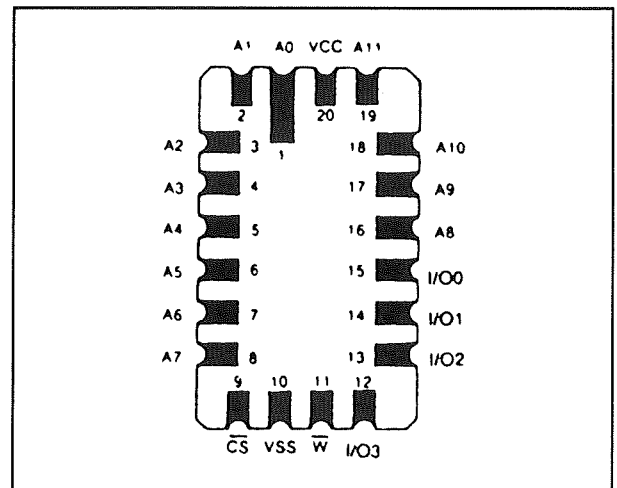 A1 A0 VCC A11
2 20 19
A2 3 1 18 A10
A3 4 17 A9
A4 5 16 A8
A5 6 15 I/O0
A6 7 14 I/O1
A7 8 13 I/O2
9 10 11 12
C̅S̅ VSS W̅ I/O3